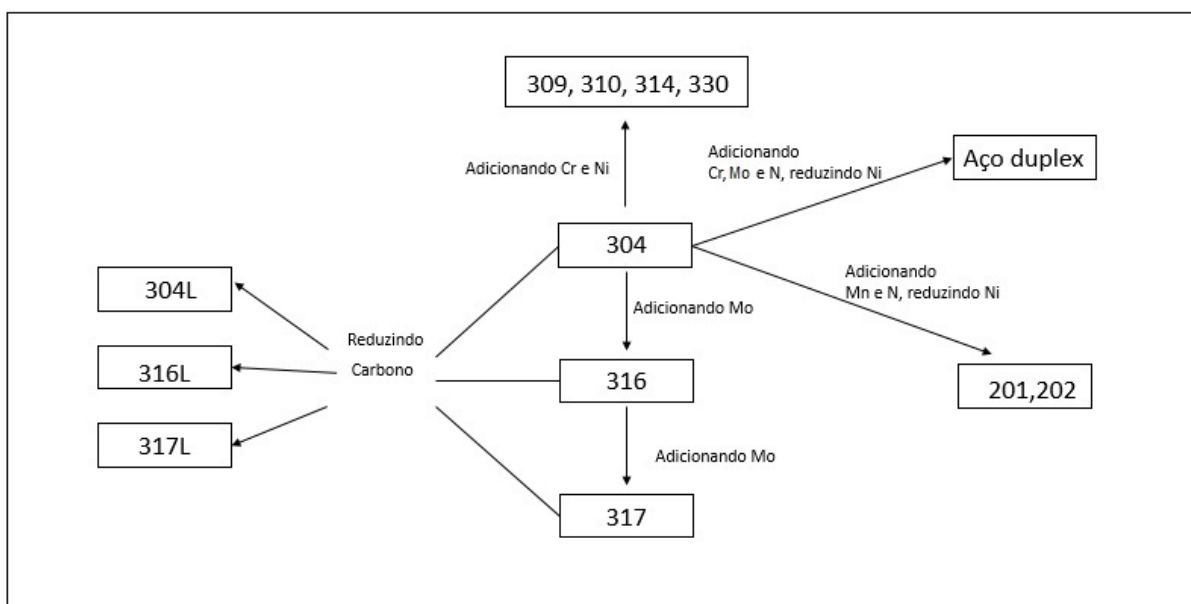 309, 310, 314, 330
Adicionando Cr e Ni
Adicionando
Cr, Mo e N, reduzindo Ni
Aço duplex
304
Adicionando
Mn e N, reduzindo Ni
304L
Adicionando Mo
Reduzindo
Carbono
316L
316
201,202
317L
Adicionando Mo
317